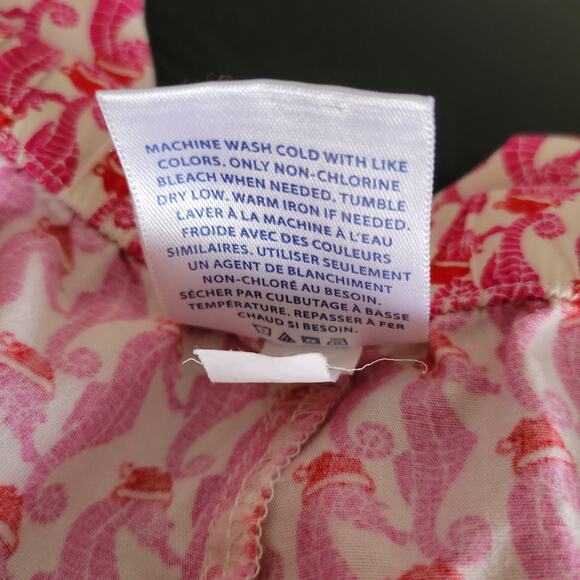 MACHINE WASH COLD WITH LIKE
COLORS. ONLY NON-CHLORINE
BLEACH WHEN NEEDED. TUMBLE
DRY LOW. WARM IRON IF NEEDED.
LAVER À LA MACHINE À L'EAU
FROIDE AVEC DES COULEURS
SIMILAIRES. UTILISER SEULEMENT
UN AGENT DE BLANCHIMENT
NON-CHLORÉ AU BESOIN.
SÉCHER PAR CULBUTAGE À BASSE
TEMPÉRATURE. REPASSER À FER
CHAUD SI BESOIN.